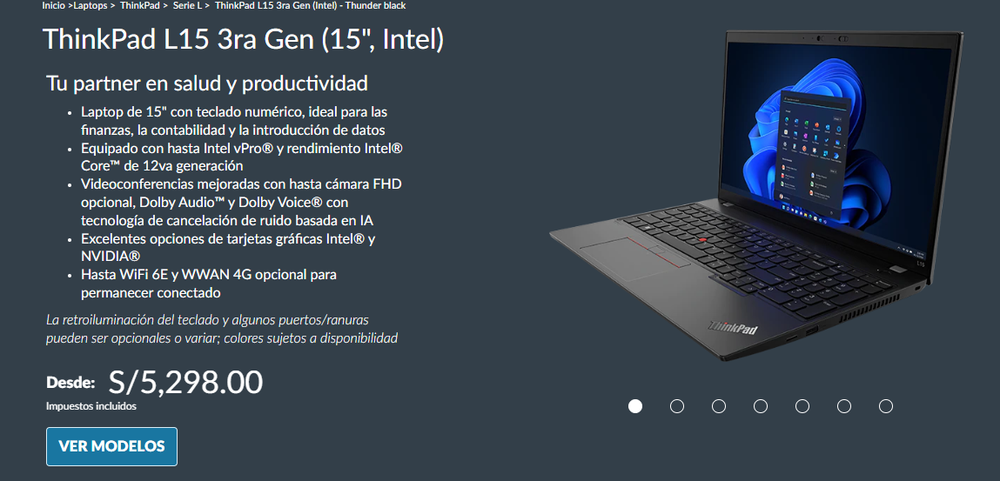 Inicio >Laptops > ThinkPad > Serie L > ThinkPad L15 3ra Gen (Intel) - Thunder black
ThinkPad L15 3ra Gen (15", Intel)
Tu partner en salud y productividad
• Laptop de 15" con teclado numérico, ideal para las
finanzas, la contabilidad y la introducción de datos
• Equipado con hasta Intel vPro® y rendimiento Intel®
Core™ de 12va generación
• Videoconferencias mejoradas con hasta cámara FHD
opcional, Dolby Audio™ y Dolby Voice® con
tecnología de cancelación de ruido basada en IA
• Excelentes opciones de tarjetas gráficas Intel® y
NVIDIA®
• Hasta WiFi 6E y WWAN 4G opcional para
permanecer conectado
La retroiluminación del teclado y algunos puertos/ranuras
pueden ser opcionales o variar; colores sujetos a disponibilidad
Desde: S/5,298.00
Impuestos incluidos
VER MODELOS
L15
ThinkPad